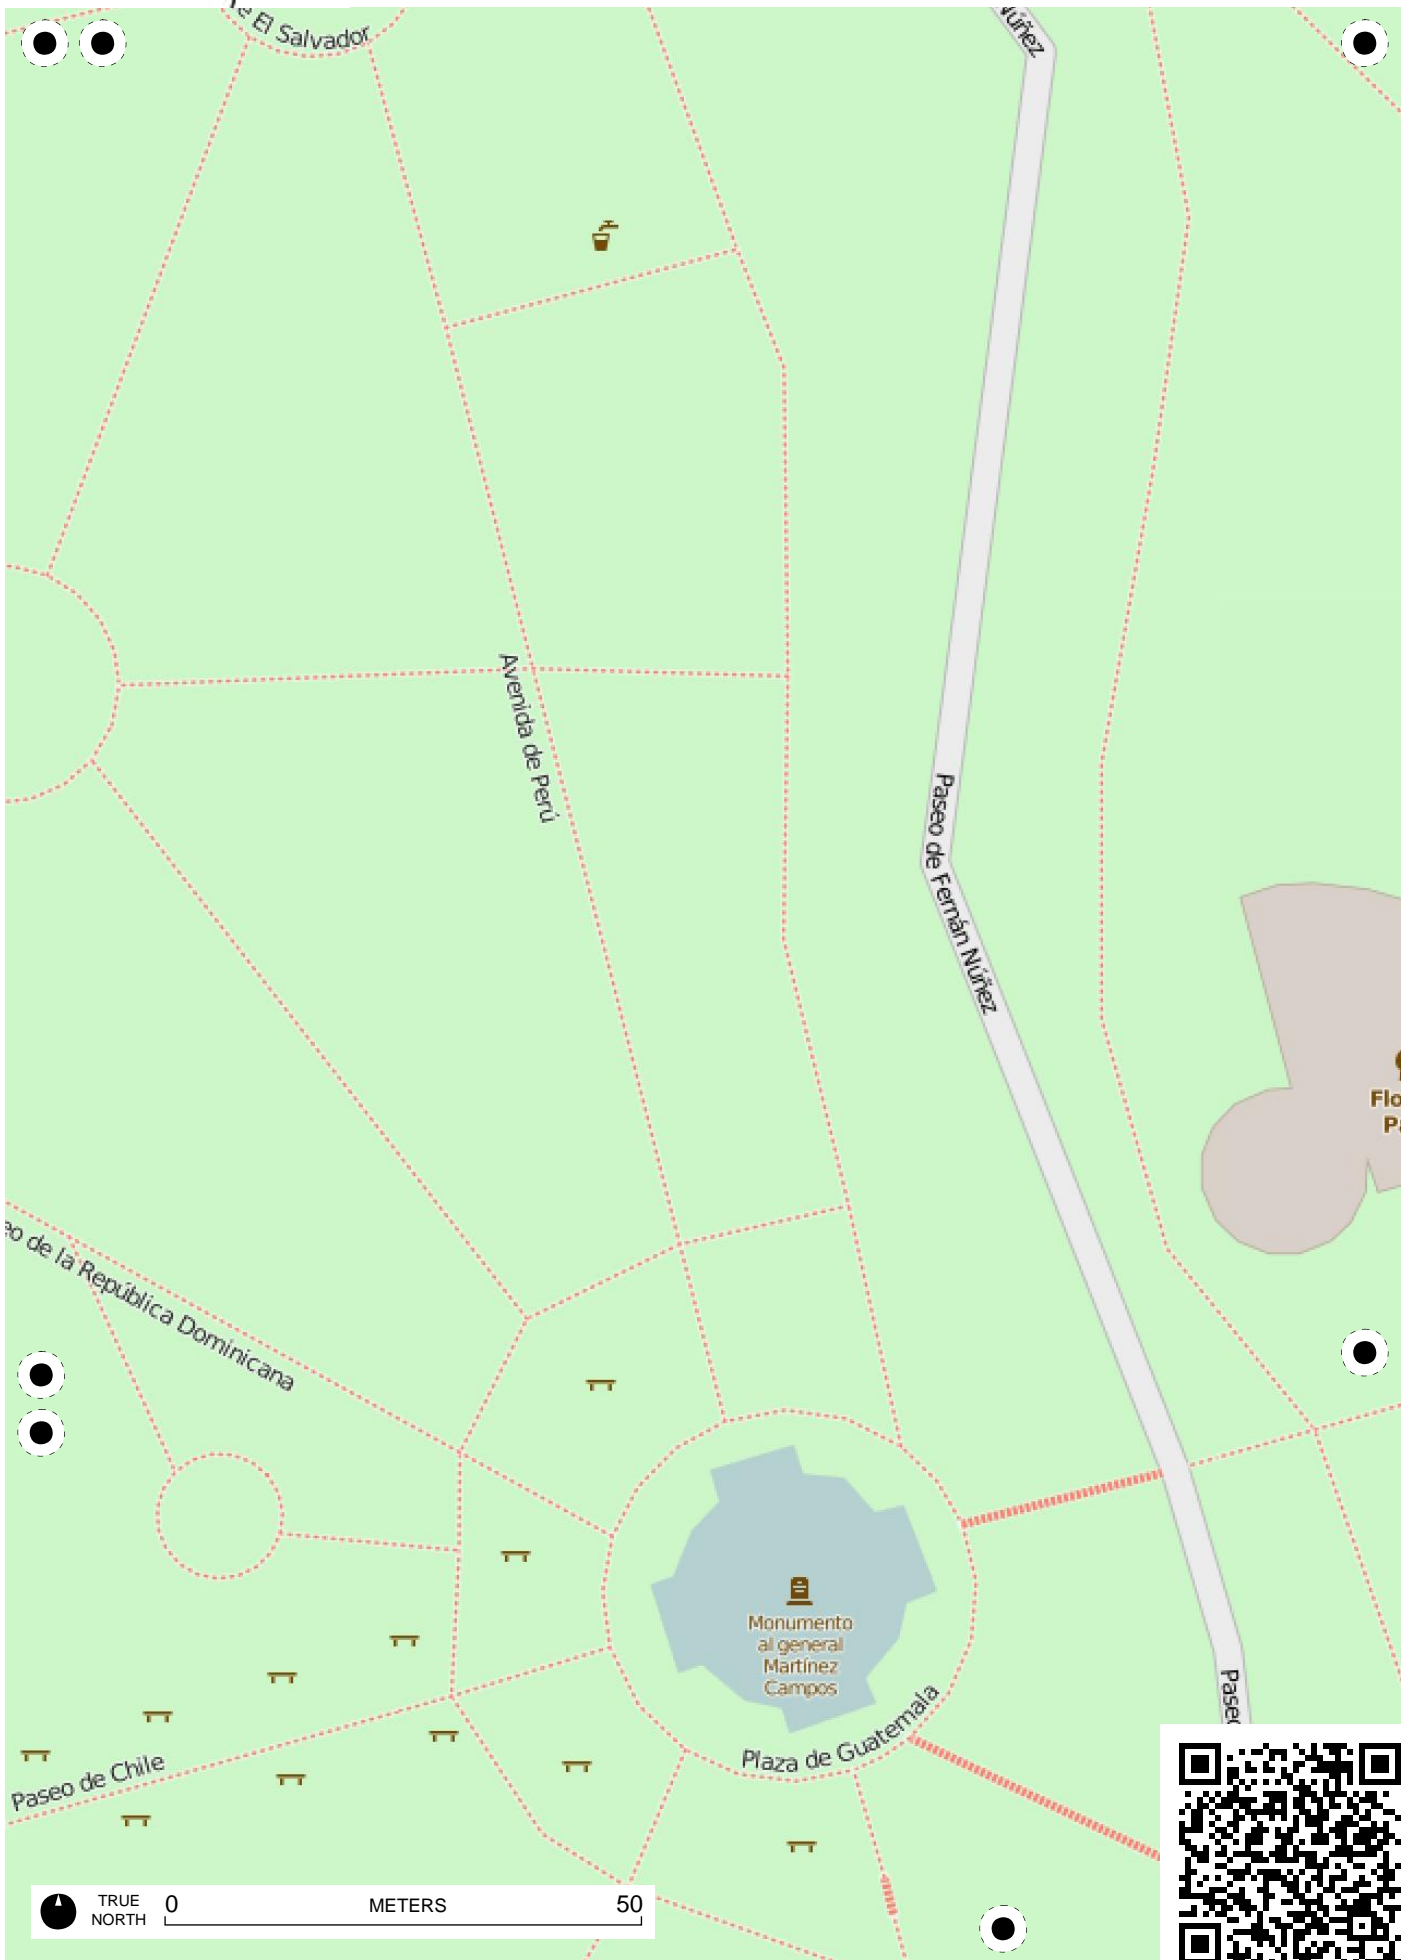 El Salvador
Núñez
Avenida de Perú
Paseo de Fernán Núñez
de la República Dominicana
Monumento
al general
Martínez
Campos
Plaza de Guatemala
Paseo de Chile
TRUE
NORTH
0 METERS 50